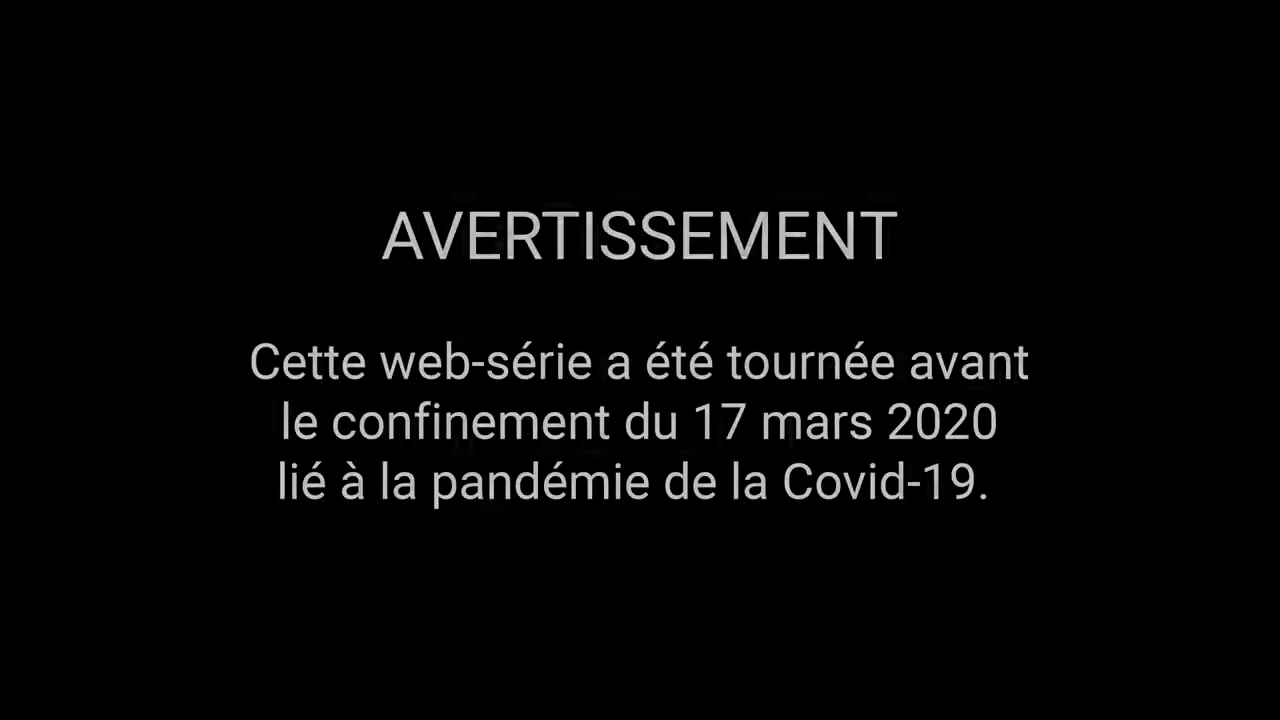 AVERTISSEMENT
Cette web-série a été tournée avant
le confinement du 17 mars 2020
lié à la pandémie de la Covid-19.